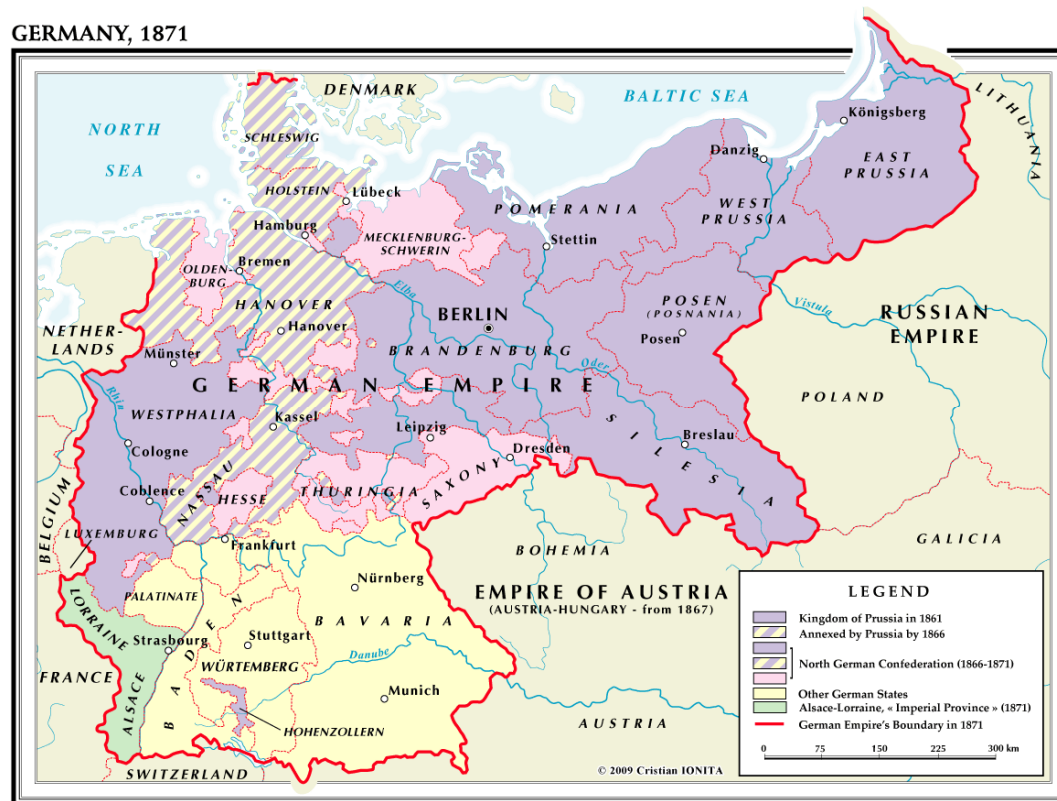 GERMANY, 1871
DENMARK
BALTIC SEA
LITHUANIA
NORTH
SEA
SCHLESWIG
Königsberg
Danzig
EAST
PRUSSIA
HOLSTEIN
Lübeck
POMERANIA
WEST
PRUSSIA
Hamburg
MECKLENBURG-
SCHWERIN
Stettin
Bremen
OLDEN-
BURG
Elba
HANOVER
Hanover
BERLIN
POSEN
(POSNANIA)
Posen
Vistula
RUSSIAN
EMPIRE
NETHER-
LANDS
Münster
BRANDENBURG
Oder
GERMAN EMPIRE
Rhin
WESTPHALIA
Kassel
POLAND
Leipzig
Breslau
SILESIA
Cologne
Dresden
SAXONY
Coblence
NASSAU
HESSE
THURINGIA
BELGIUM
LUXEMBURG
Frankfurt
BOHEMIA
GALICIA
LORRAINE
PALATINATE
Nürnberg
EMPIRE OF AUSTRIA
(AUSTRIA-HUNGARY - from 1867)
Strasbourg
BADEN
Stuttgart
BAVARIA
WÜRTEMBERG
Danube
FRANCE
ALSACE
Munich
AUSTRIA
HOHENZOLLERN
SWITZERLAND
© 2009 Cristian IONITA
LEGEND
Kingdom of Prussia in 1861
Annexed by Prussia by 1866
North German Confederation (1866-1871)
Other German States
Alsace-Lorraine, « Imperial Province » (1871)
German Empire's Boundary in 1871
0 75 150 225 300 km